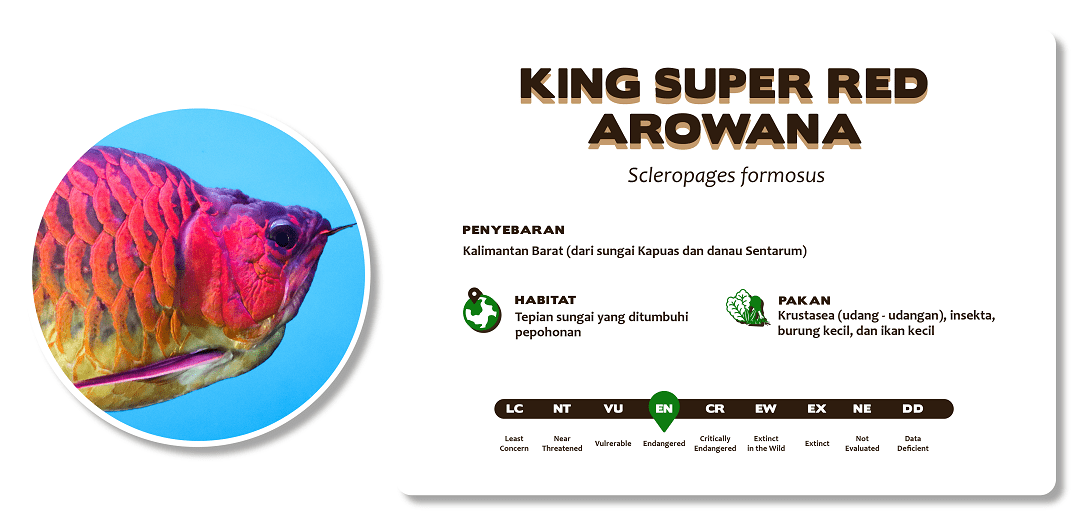 KING SUPER RED
AROWANA
Scleropages formosus
PENYEBARAN
Kalimantan Barat (dari sungai Kapuas dan danau Sentarum)
HABITAT
Tepian sungai yang ditumbuhi
pepohonan
PAKAN
Krustasea (udang - udangan), insekta,
burung kecil, dan ikan kecil
LC NT VU EN CR EW EX NE DD
Least Concern
Near Threatened
Vulrerable
Endangered
Critically Endangered
Extinct in the Wild
Extinct
Not Evaluated
Data Deficient